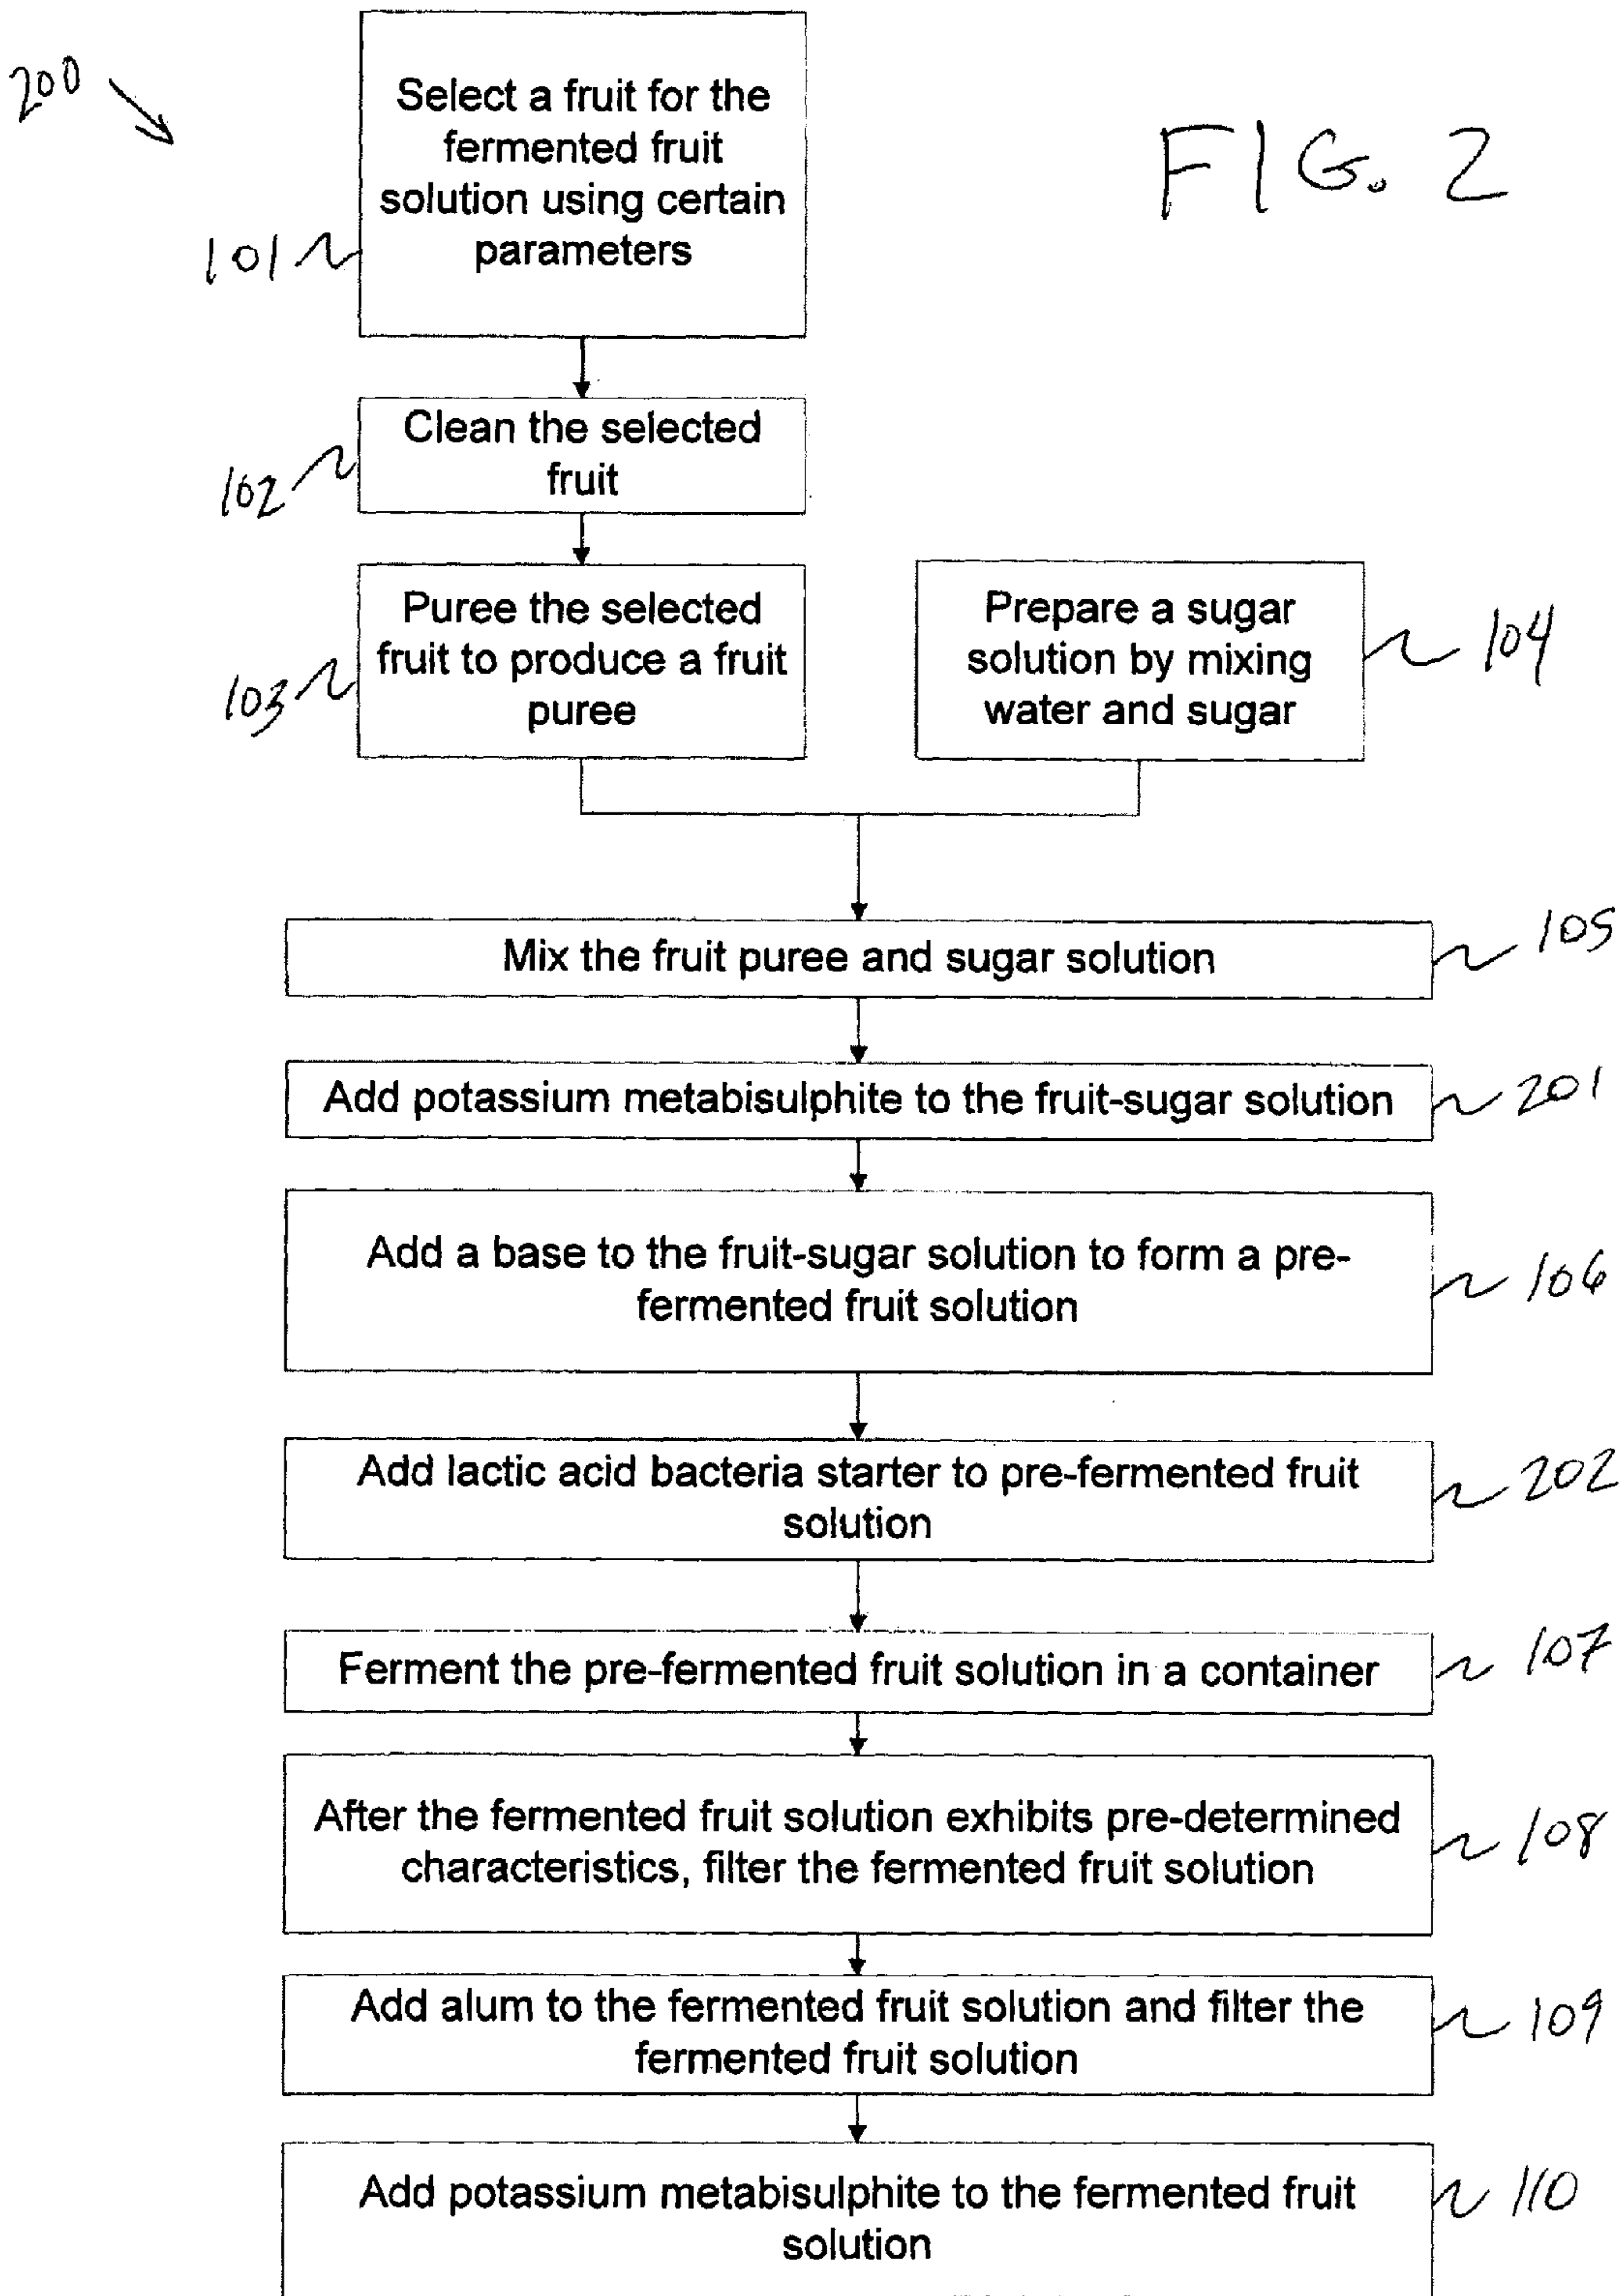 200
FIG. 2
Select a fruit for the
fermented fruit
solution using certain
parameters
101
Clean the selected
fruit
102
Puree the selected
fruit to produce a fruit
puree
103
Prepare a sugar
solution by mixing
water and sugar
104
Mix the fruit puree and sugar solution
105
Add potassium metabisulphite to the fruit-sugar solution
201
Add a base to the fruit-sugar solution to form a pre-
fermented fruit solution
106
Add lactic acid bacteria starter to pre-fermented fruit
solution
202
Ferment the pre-fermented fruit solution in a container
107
After the fermented fruit solution exhibits pre-determined
characteristics, filter the fermented fruit solution
108
Add alum to the fermented fruit solution and filter the
fermented fruit solution
109
Add potassium metabisulphite to the fermented fruit
solution
110